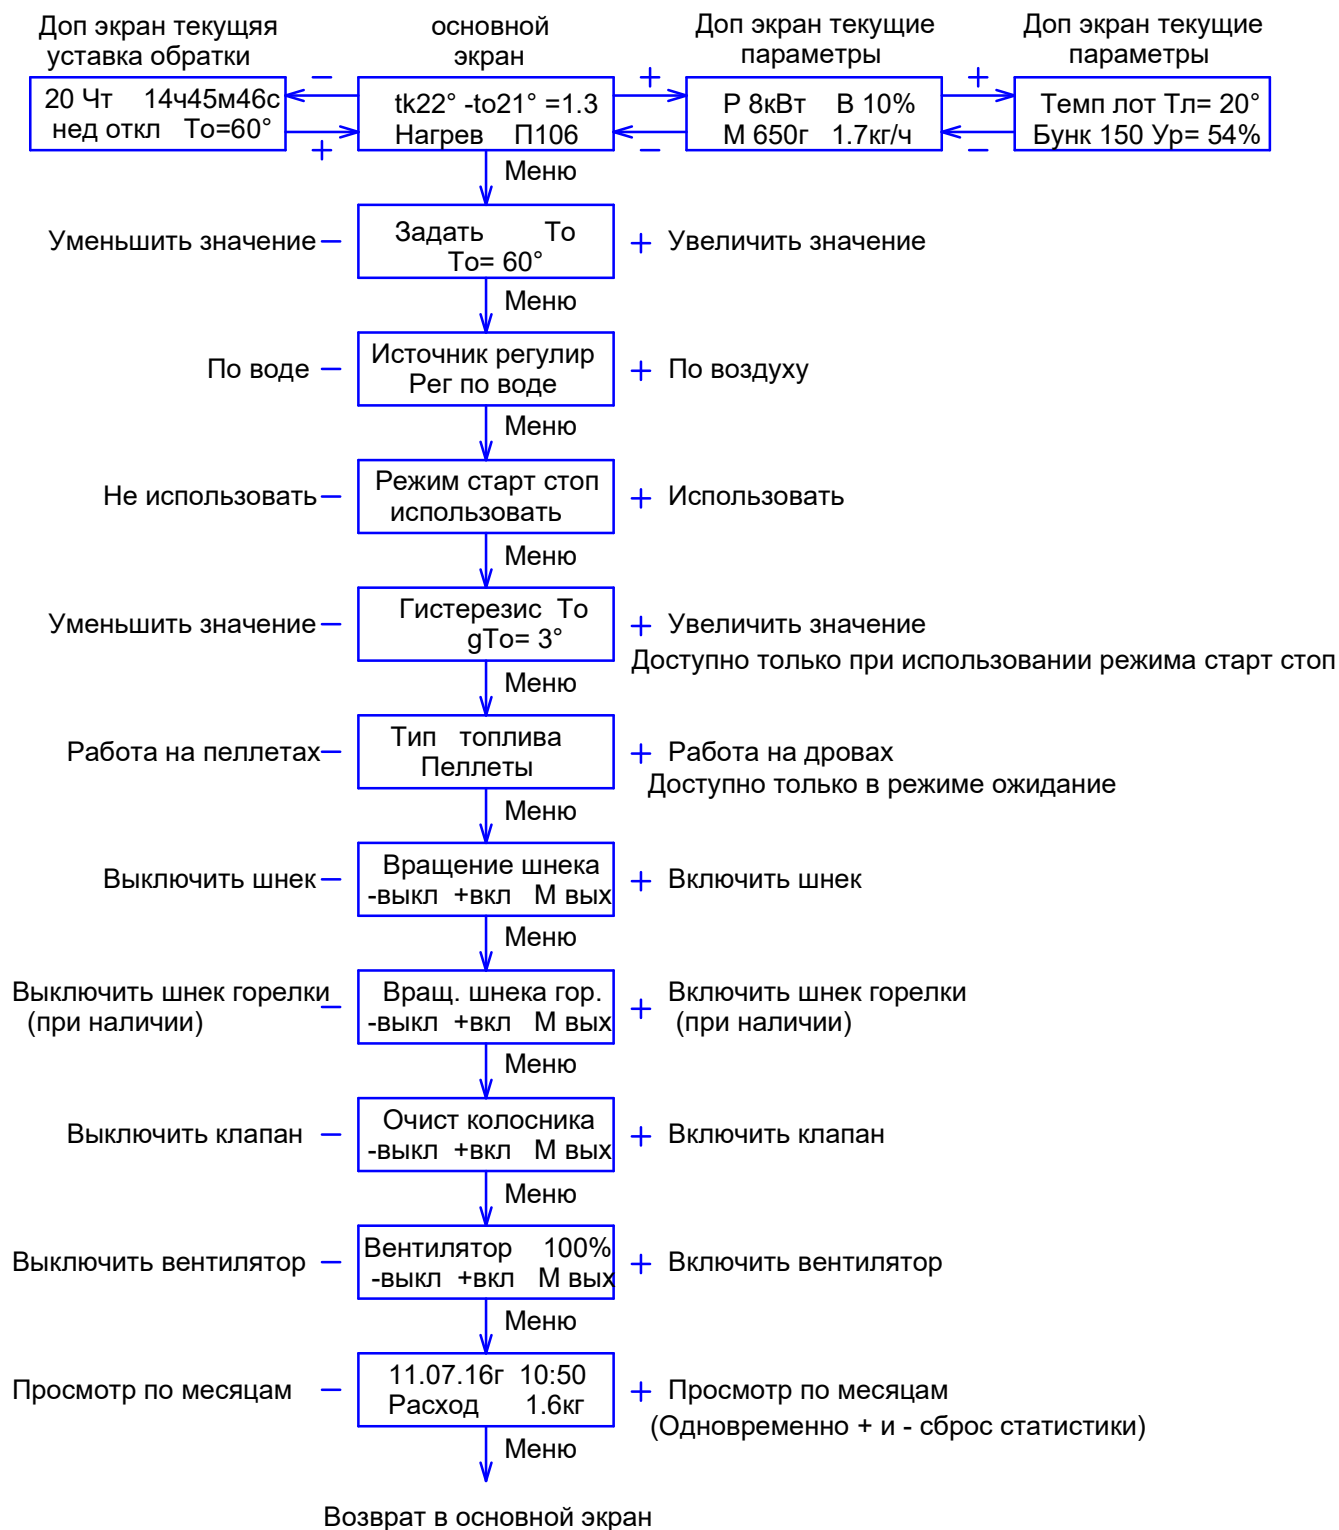 Доп экран текущяя
уставка обратки
основной
экран
Доп экран текущие
параметры
Доп экран текущие
параметры
20 Чт 14ч45м46с
нед откл То=60°
−
+
tk22° -to21° =1.3
Нагрев П106
+
−
Р 8кВт В 10%
М 650г 1.7кг/ч
+
−
Темп лот Тл= 20°
Бунк 150 Ур= 54%
Меню
Уменьшить значение −
Задать То
То= 60°
+ Увеличить значение
Меню
По воде −
Источник регулир
Рег по воде
+ По воздуху
Меню
Не использовать −
Режим старт стоп
использовать
+ Использовать
Меню
Уменьшить значение −
Гистерезис То
gТо= 3°
+ Увеличить значение
Доступно только при использовании режима старт стоп
Меню
Работа на пеллетах −
Тип топлива
Пеллеты
+ Работа на дровах
Доступно только в режиме ожидание
Меню
Выключить шнек −
Вращение шнека
-выкл +вкл М вых
+ Включить шнек
Меню
Выключить шнек горелки −
(при наличии)
Вращ. шнека гор.
-выкл +вкл М вых
+ Включить шнек горелки
(при наличии)
Меню
Выключить клапан −
Очист колосника
-выкл +вкл М вых
+ Включить клапан
Меню
Выключить вентилятор −
Вентилятор 100%
-выкл +вкл М вых
+ Включить вентилятор
Меню
Просмотр по месяцам −
11.07.16г 10:50
Расход 1.6кг
+ Просмотр по месяцам
(Одновременно + и - сброс статистики)
Меню
Возврат в основной экран